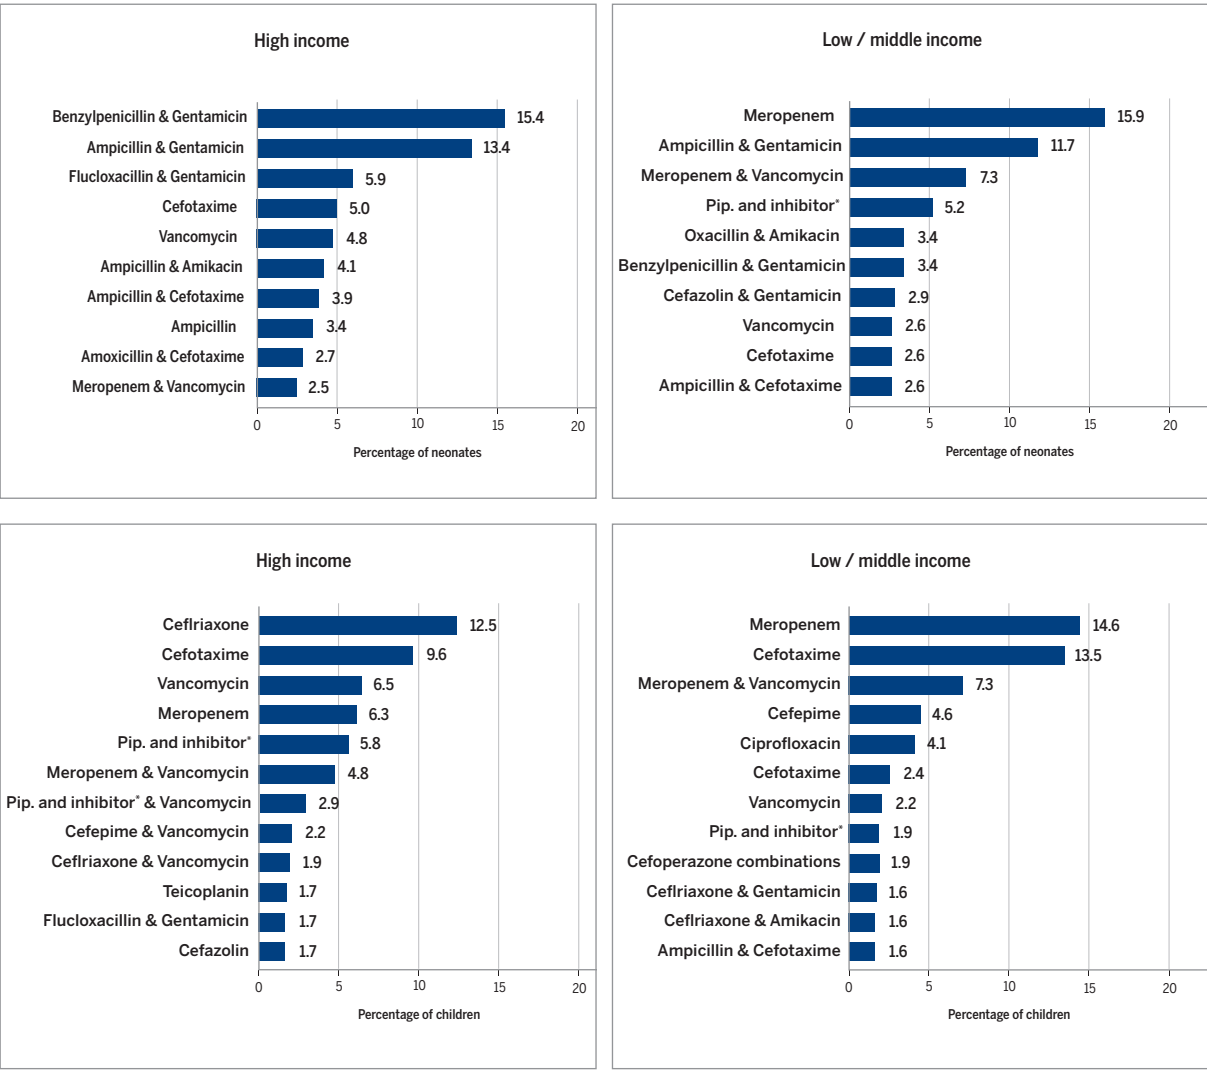 High income
Benzylpenicillin & Gentamicin 15.4
Ampicillin & Gentamicin 13.4
Flucloxacillin & Gentamicin 5.9
Cefotaxime 5.0
Vancomycin 4.8
Ampicillin & Amikacin 4.1
Ampicillin & Cefotaxime 3.9
Ampicillin 3.4
Amoxicillin & Cefotaxime 2.7
Meropenem & Vancomycin 2.5
0 5 10 15 20
Percentage of neonates
Low / middle income
Meropenem 15.9
Ampicillin & Gentamicin 11.7
Meropenem & Vancomycin 7.3
Pip. and inhibitor* 5.2
Oxacillin & Amikacin 3.4
Benzylpenicillin & Gentamicin 3.4
Cefazolin & Gentamicin 2.9
Vancomycin 2.6
Cefotaxime 2.6
Ampicillin & Cefotaxime 2.6
0 5 10 15 20
Percentage of neonates
High income
Ceflriaxone 12.5
Cefotaxime 9.6
Vancomycin 6.5
Meropenem 6.3
Pip. and inhibitor* 5.8
Meropenem & Vancomycin 4.8
Pip. and inhibitor* & Vancomycin 2.9
Cefepime & Vancomycin 2.2
Ceflriaxone & Vancomycin 1.9
Teicoplanin 1.7
Flucloxacillin & Gentamicin 1.7
Cefazolin 1.7
0 5 10 15 20
Percentage of children
Low / middle income
Meropenem 14.6
Cefotaxime 13.5
Meropenem & Vancomycin 7.3
Cefepime 4.6
Ciprofloxacin 4.1
Cefotaxime 2.4
Vancomycin 2.2
Pip. and inhibitor* 1.9
Cefoperazone combinations 1.9
Ceflriaxone & Gentamicin 1.6
Ceflriaxone & Amikacin 1.6
Ampicillin & Cefotaxime 1.6
0 5 10 15 20
Percentage of children